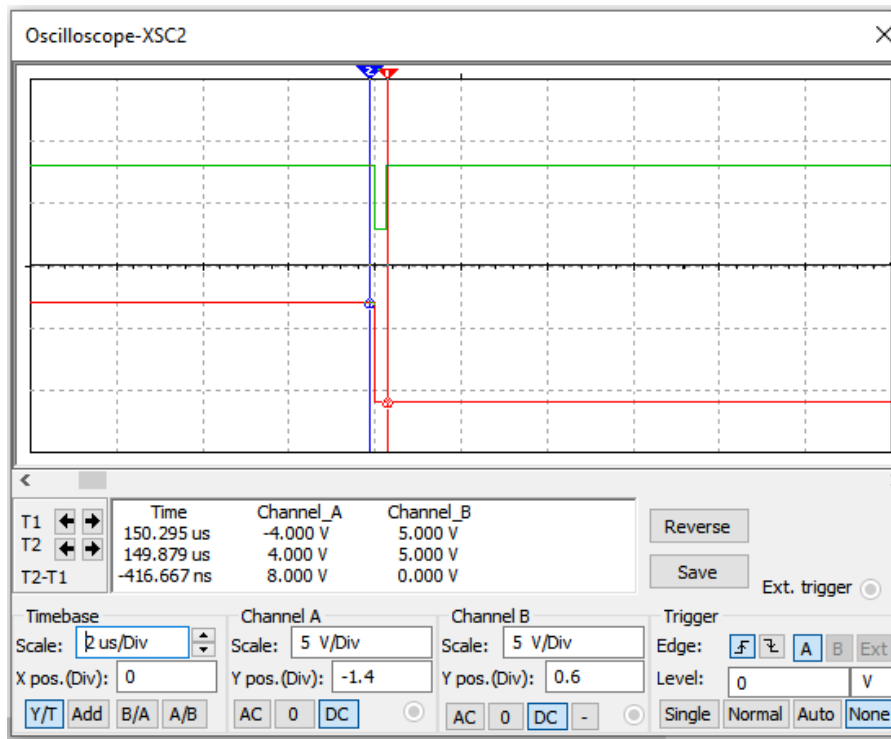 Oscilloscope-XSC2
2 1
Time Channel_A Channel_B
T1 150.295 us -4.000 V 5.000 V
T2 149.879 us 4.000 V 5.000 V
T2-T1 -416.667 ns 8.000 V 0.000 V
Reverse
Save
Ext. trigger
Timebase
Scale: 2 us/Div
X pos.(Div): 0
Y/T Add B/A A/B
Channel A
Scale: 5 V/Div
Y pos.(Div): -1.4
AC 0 DC
Channel B
Scale: 5 V/Div
Y pos.(Div): 0.6
AC 0 DC -
Trigger
Edge: A B Ext
Level: 0 V
Single Normal Auto None